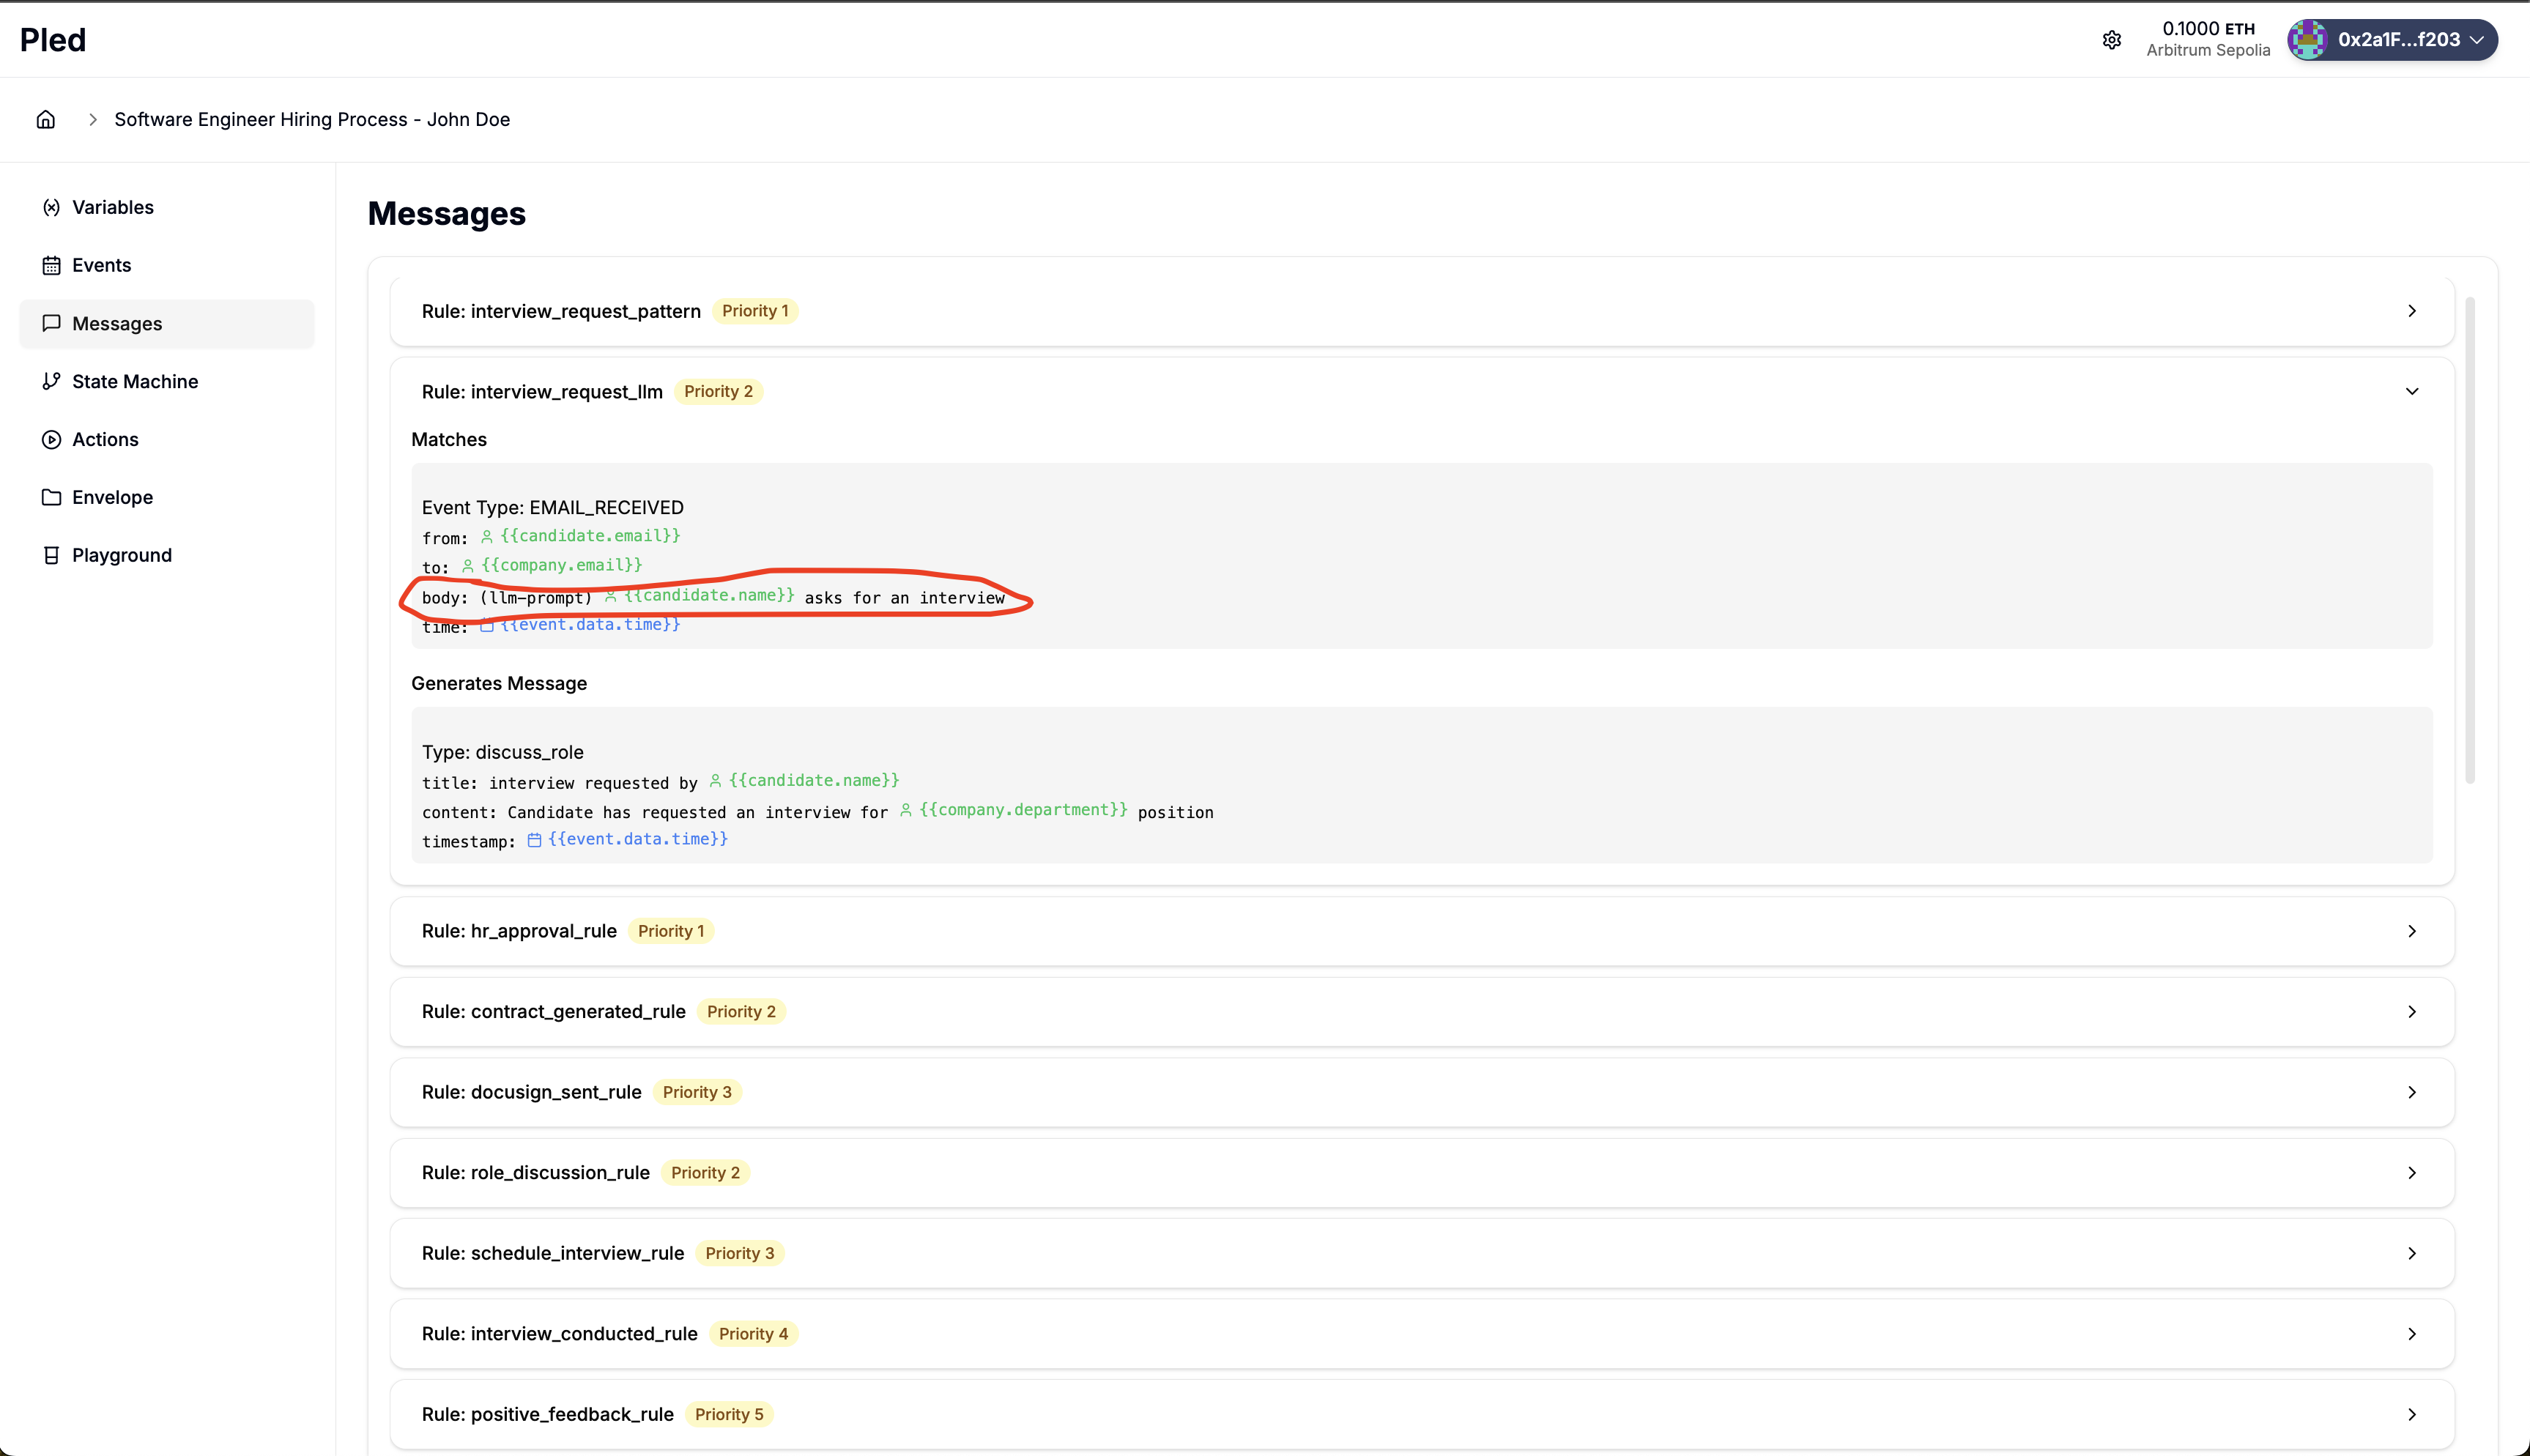 Pled
0.1000 ETH
Arbitrum Sepolia
0x2a1F...f203
Software Engineer Hiring Process - John Doe
Variables
Events
Messages
State Machine
Actions
Envelope
Playground
Messages
Rule: interview_request_pattern Priority 1
Rule: interview_request_llm Priority 2
Matches
Event Type: EMAIL_RECEIVED
from: {{candidate.email}}
to: {{company.email}}
body: (llm-prompt) {{candidate.name}} asks for an interview
time: {{event.data.time}}
Generates Message
Type: discuss_role
title: interview requested by {{candidate.name}}
content: Candidate has requested an interview for {{company.department}} position
timestamp: {{event.data.time}}
Rule: hr_approval_rule Priority 1
Rule: contract_generated_rule Priority 2
Rule: docusign_sent_rule Priority 3
Rule: role_discussion_rule Priority 2
Rule: schedule_interview_rule Priority 3
Rule: interview_conducted_rule Priority 4
Rule: positive_feedback_rule Priority 5